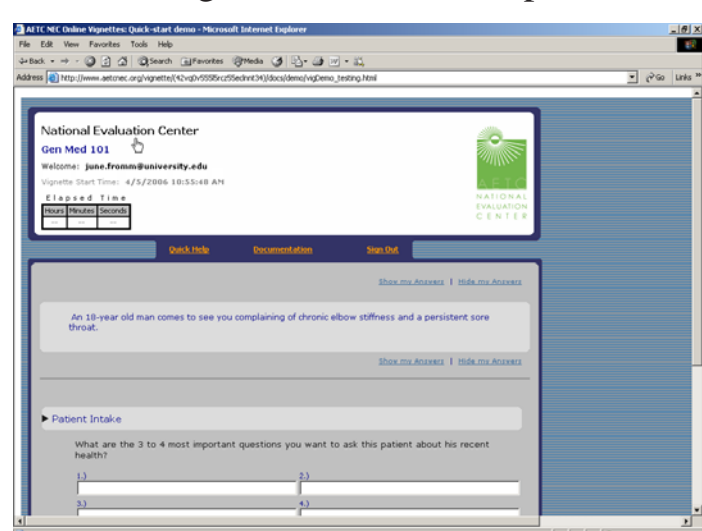 AETC NEC Online Vignettes: Quick-start demo - Microsoft Internet Explorer
File Edit View Favorites Tools Help
Back Search Favorites Media
Address Go Links »
National Evaluation Center
Gen Med 101
Welcome: june.fromm@university.edu
Vignette Start Time: 4/5/2006 10:55:48 AM
Elapsed Time
Hours Minutes Seconds
-- -- --
AETC
NATIONAL
EVALUATION
CENTER
Quick Help Documentation Sign Out
Show my Answers | Hide my Answers
An 18-year old man comes to see you complaining of chronic elbow stiffness and a persistent sore
throat.
Show my Answers | Hide my Answers
Patient Intake
What are the 3 to 4 most important questions you want to ask this patient about his recent
health?
1.) 2.)
3.) 4.)